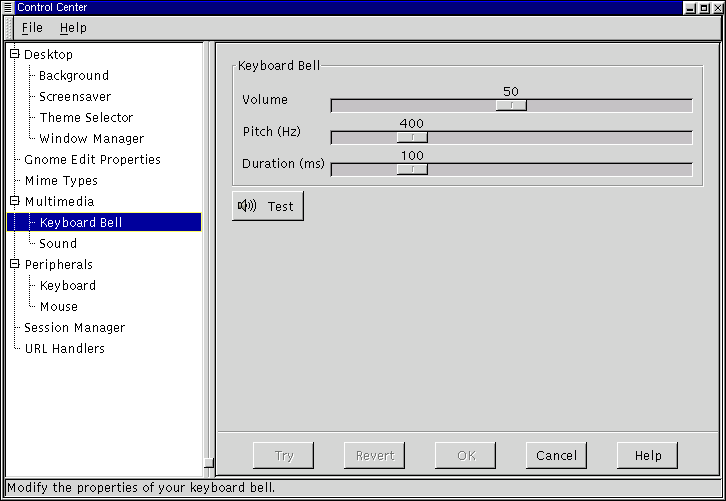 Control Center
File Help
Desktop
Background
Screensaver
Theme Selector
Window Manager
Gnome Edit Properties
Mime Types
Multimedia
Keyboard Bell
Sound
Peripherals
Keyboard
Mouse
Session Manager
URL Handlers
Keyboard Bell
50
Volume
400
Pitch (Hz)
100
Duration (ms)
Test
Try Revert OK Cancel Help
Modify the properties of your keyboard bell.